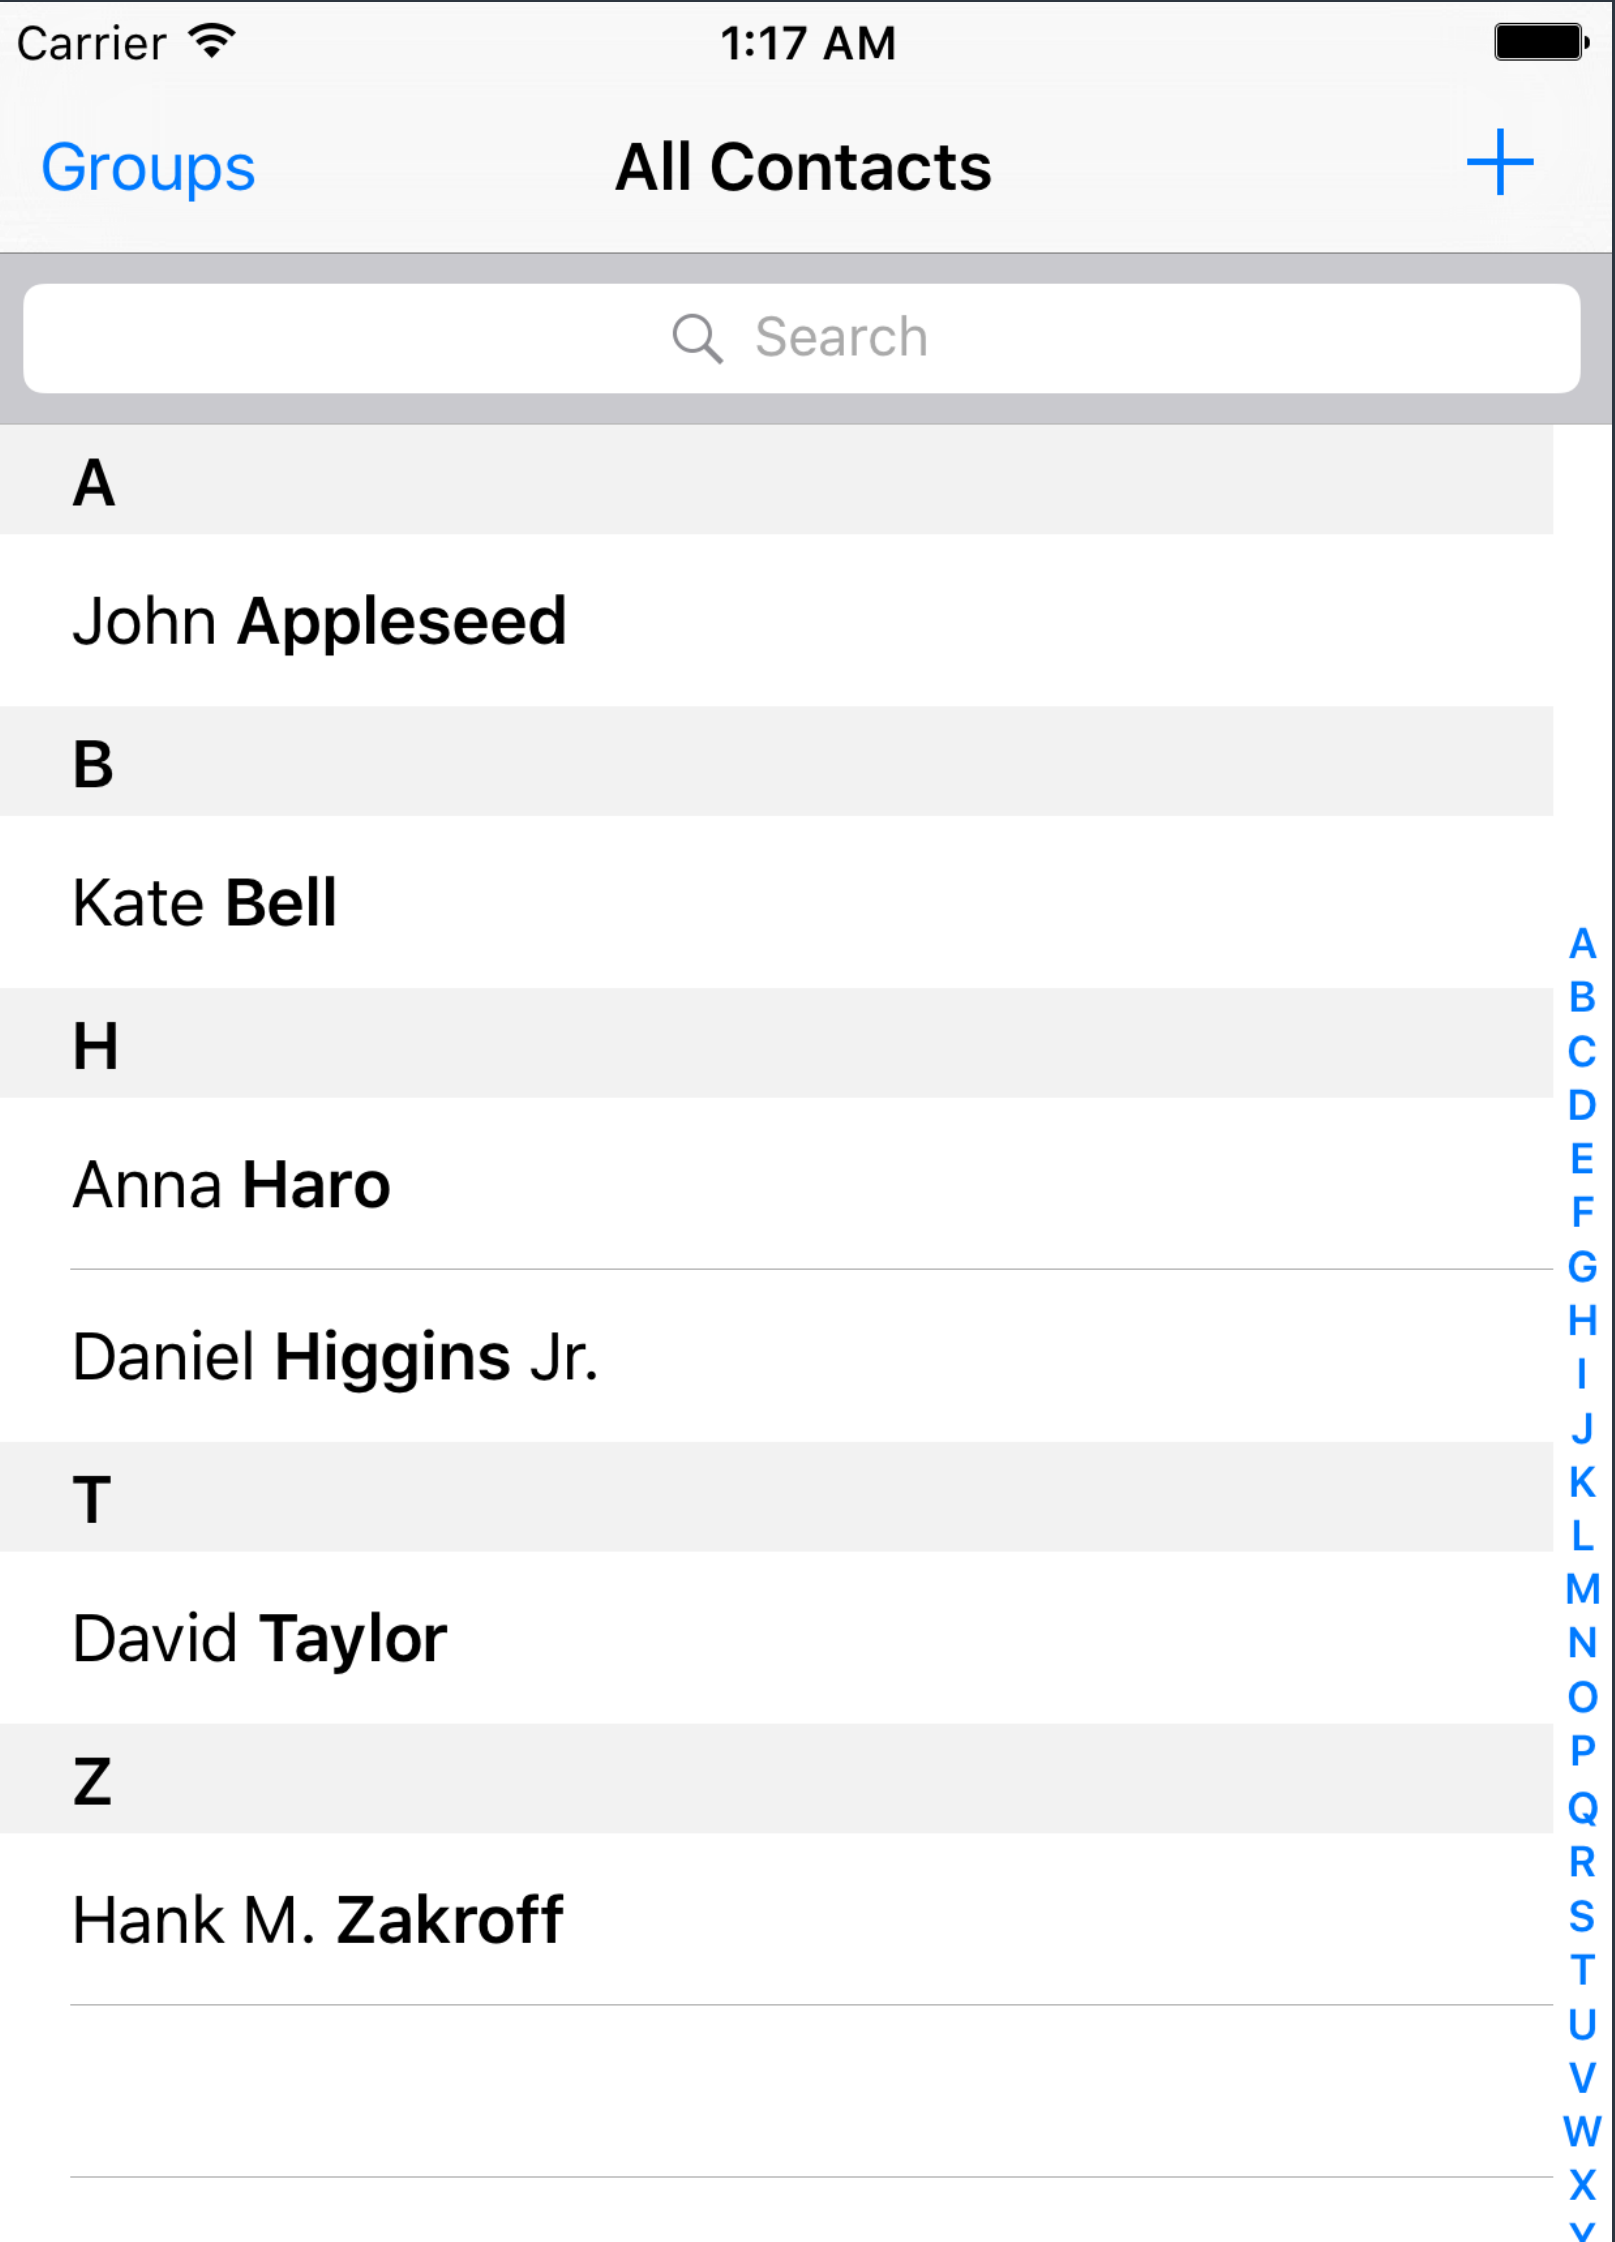 Carrier 1:17 AM
Groups All Contacts +
Search
A
John Appleseed
B
Kate Bell
H
Anna Haro
Daniel Higgins Jr.
T
David Taylor
Z
Hank M. Zakroff
A
B
C
D
E
F
G
H
I
J
K
L
M
N
O
P
Q
R
S
T
U
V
W
X
Y